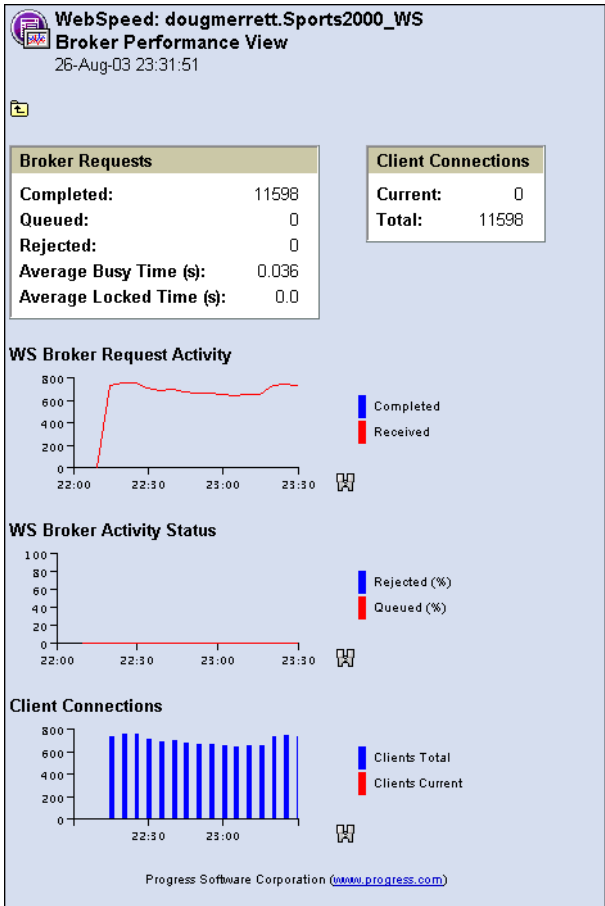 WebSpeed: dougmerrett.Sports2000_WS
Broker Performance View
26-Aug-03 23:31:51
Broker Requests
Completed: 11598
Queued: 0
Rejected: 0
Average Busy Time (s): 0.036
Average Locked Time (s): 0.0
Client Connections
Current: 0
Total: 11598
WS Broker Request Activity
800
600
400
200
0
22:00 22:30 23:00 23:30
Completed
Received
WS Broker Activity Status
100
80
60
40
20
0
22:00 22:30 23:00 23:30
Rejected (%)
Queued (%)
Client Connections
800
600
400
200
0
22:30 23:00
Clients Total
Clients Current
Progress Software Corporation (www.progress.com)